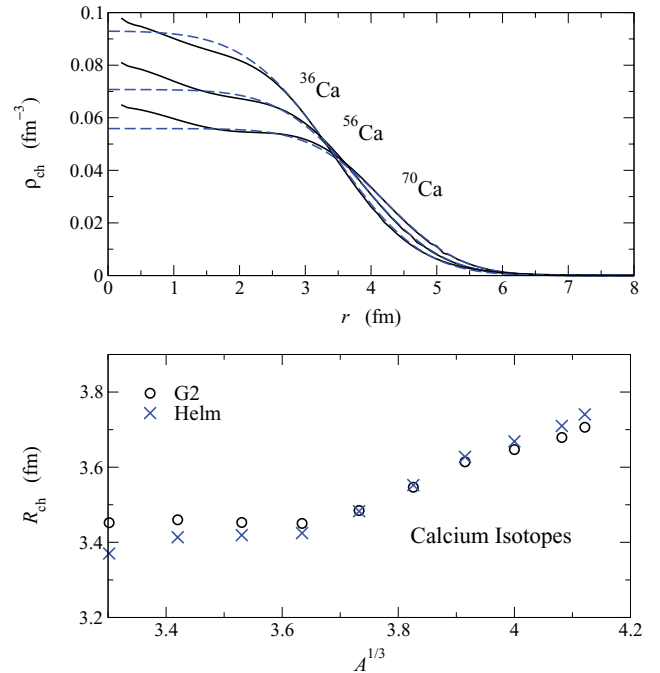 0.1
0.08
0.06
0.04
0.02
0
ρch (fm−3)
36Ca
56Ca
70Ca
0 1 2 3 4 5 6 7 8
r (fm)
3.8
3.6
3.4
3.2
Rch (fm)
G2
Helm
Calcium Isotopes
3.4 3.6 3.8 4 4.2
A1/3